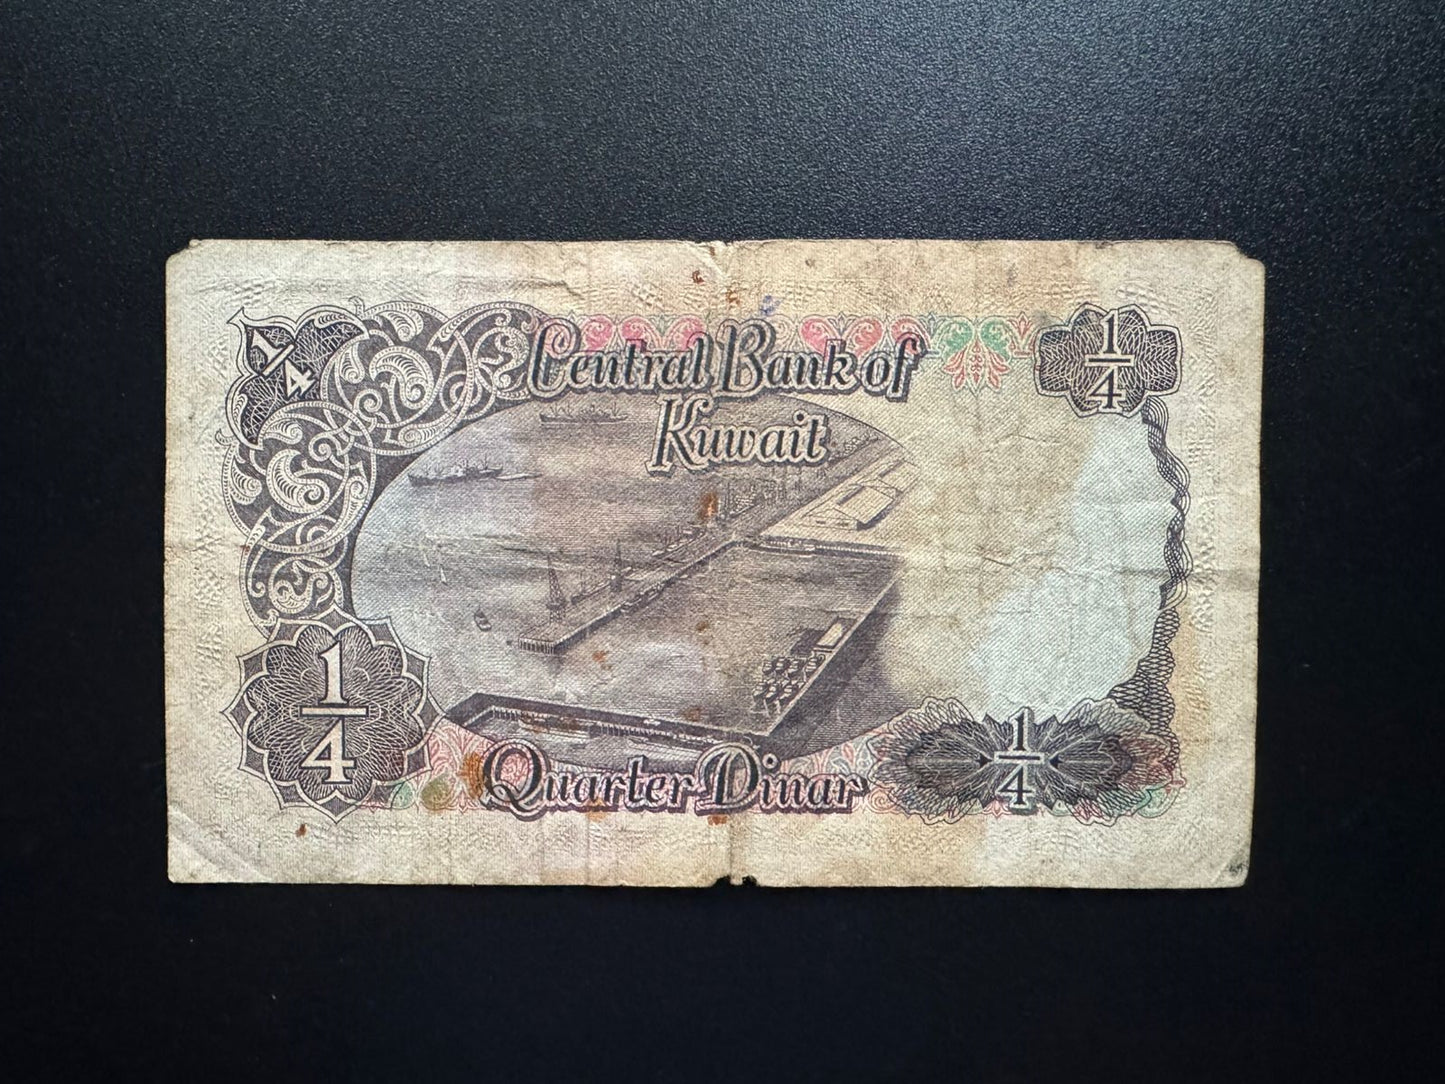 1/4
Central Bank of
1/4
Kuwait
1/4
1/4
Quarter Dinar